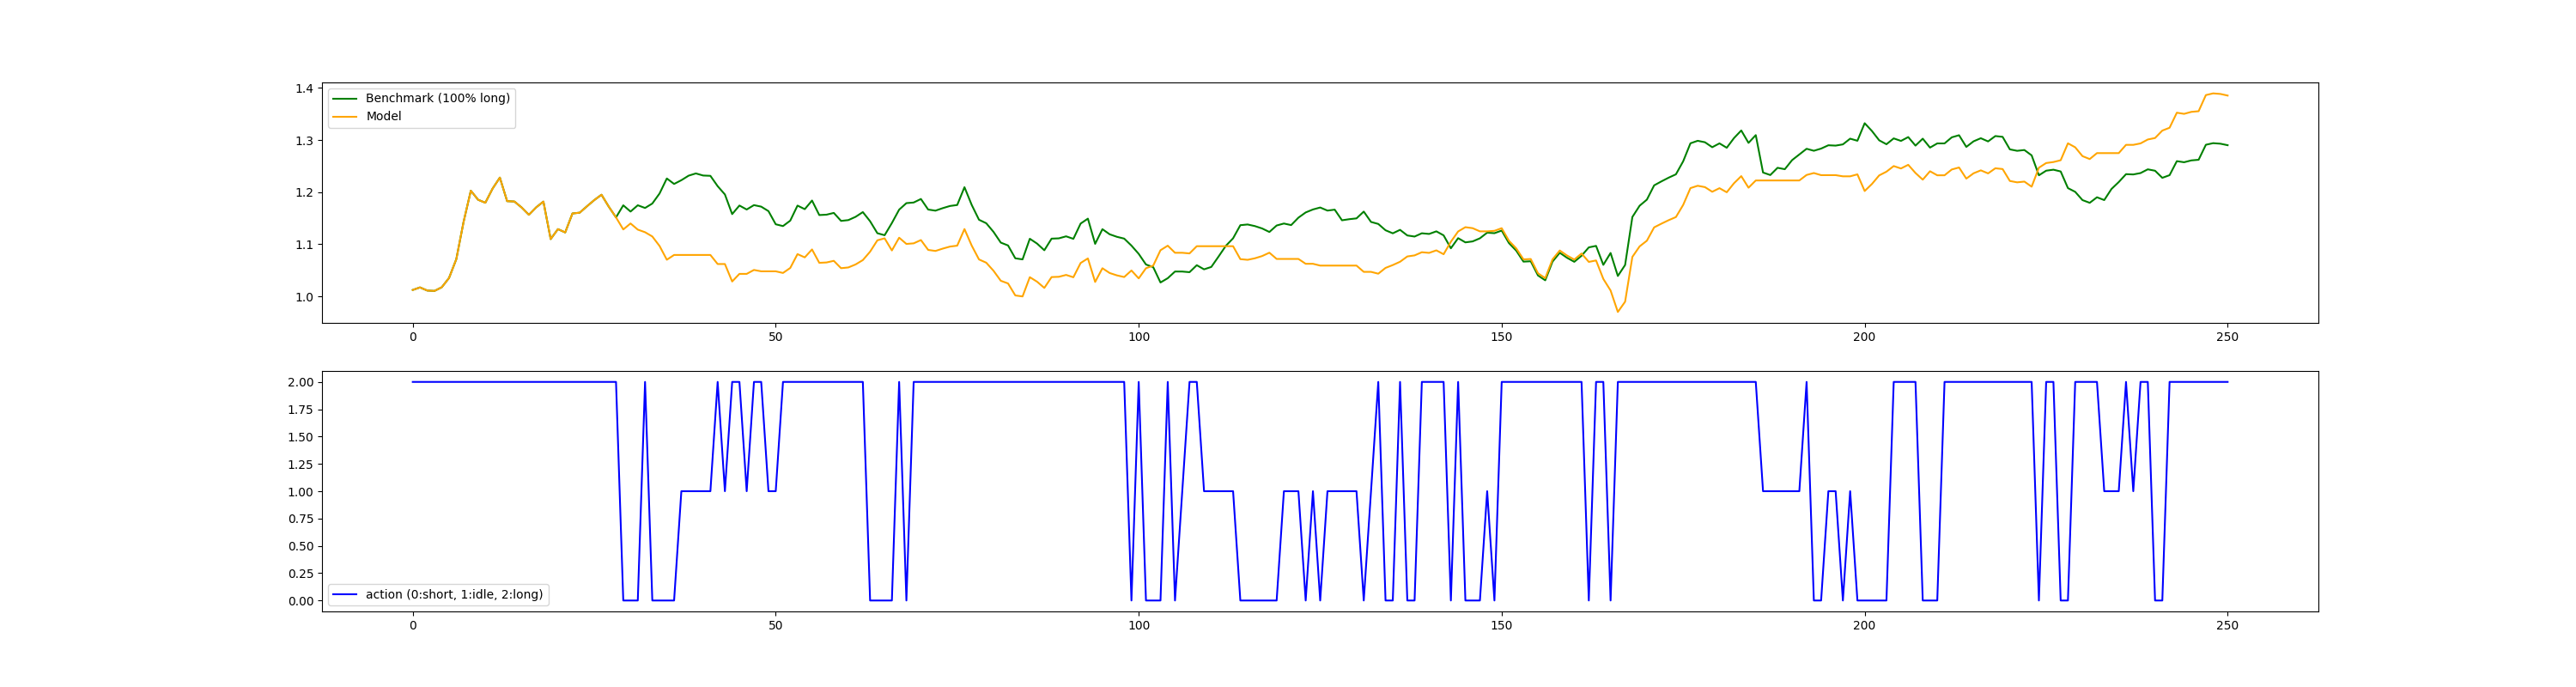 1.4
1.3
1.2
1.1
1.0
Benchmark (100% long)
Model
0 50 100 150 200 250
2.00
1.75
1.50
1.25
1.00
0.75
0.50
0.25
0.00
action (0:short, 1:idle, 2:long)
0 50 100 150 200 250